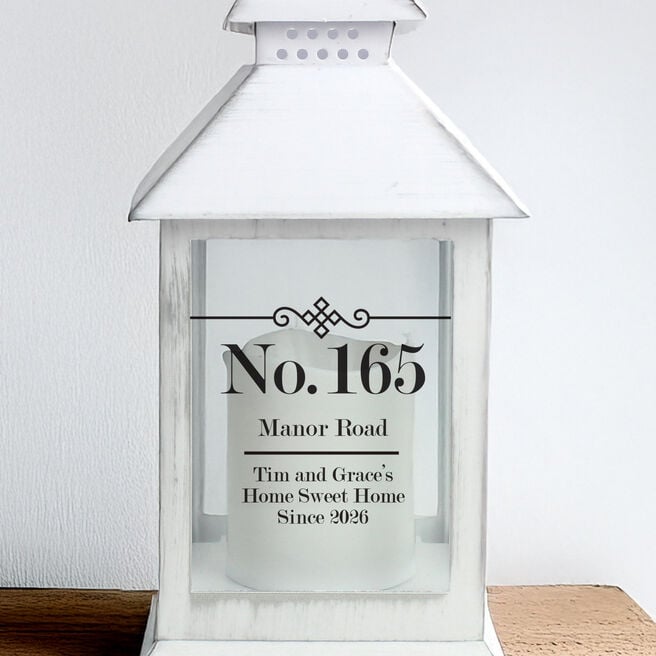 No. 165
Manor Road
Tim and Grace's
Home Sweet Home
Since 2026